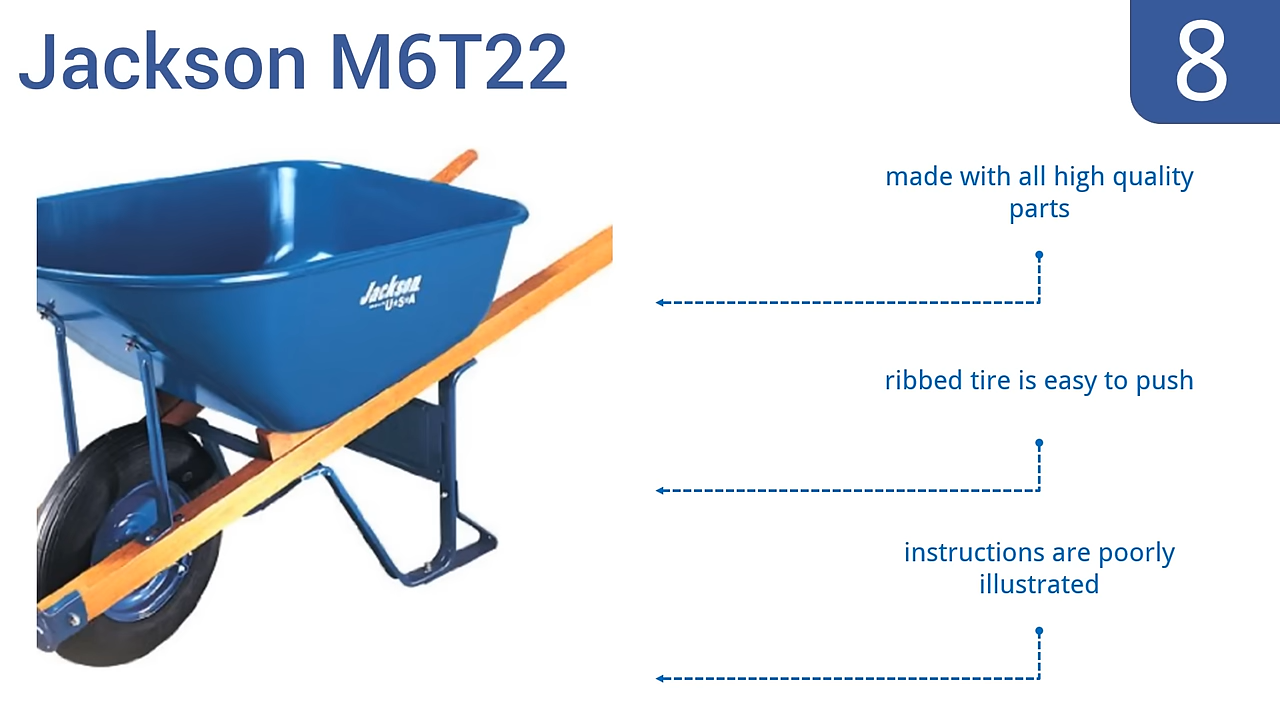 Jackson M6T22
8
made with all high quality
parts
Jackson
U•S•A
ribbed tire is easy to push
instructions are poorly
illustrated